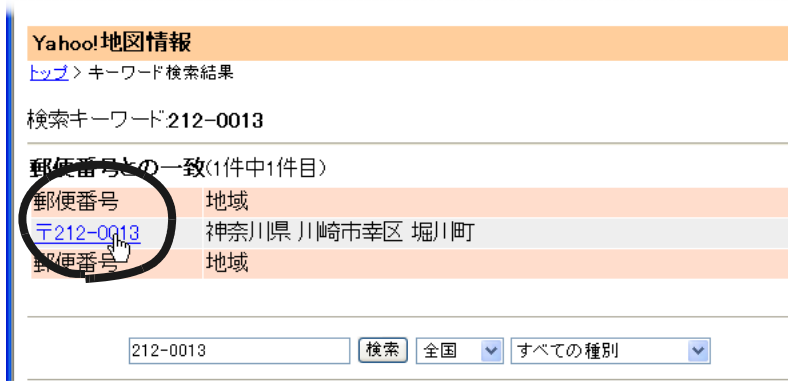 Yahoo!地図情報
トップ > キーワード検索結果
検索キーワード:212-0013
郵便番号との一致(1件中1件目)
郵便番号 地域
〒212-0013 神奈川県 川崎市幸区 堀川町
郵便番号 地域
212-0013 検索 全国 すべての種別